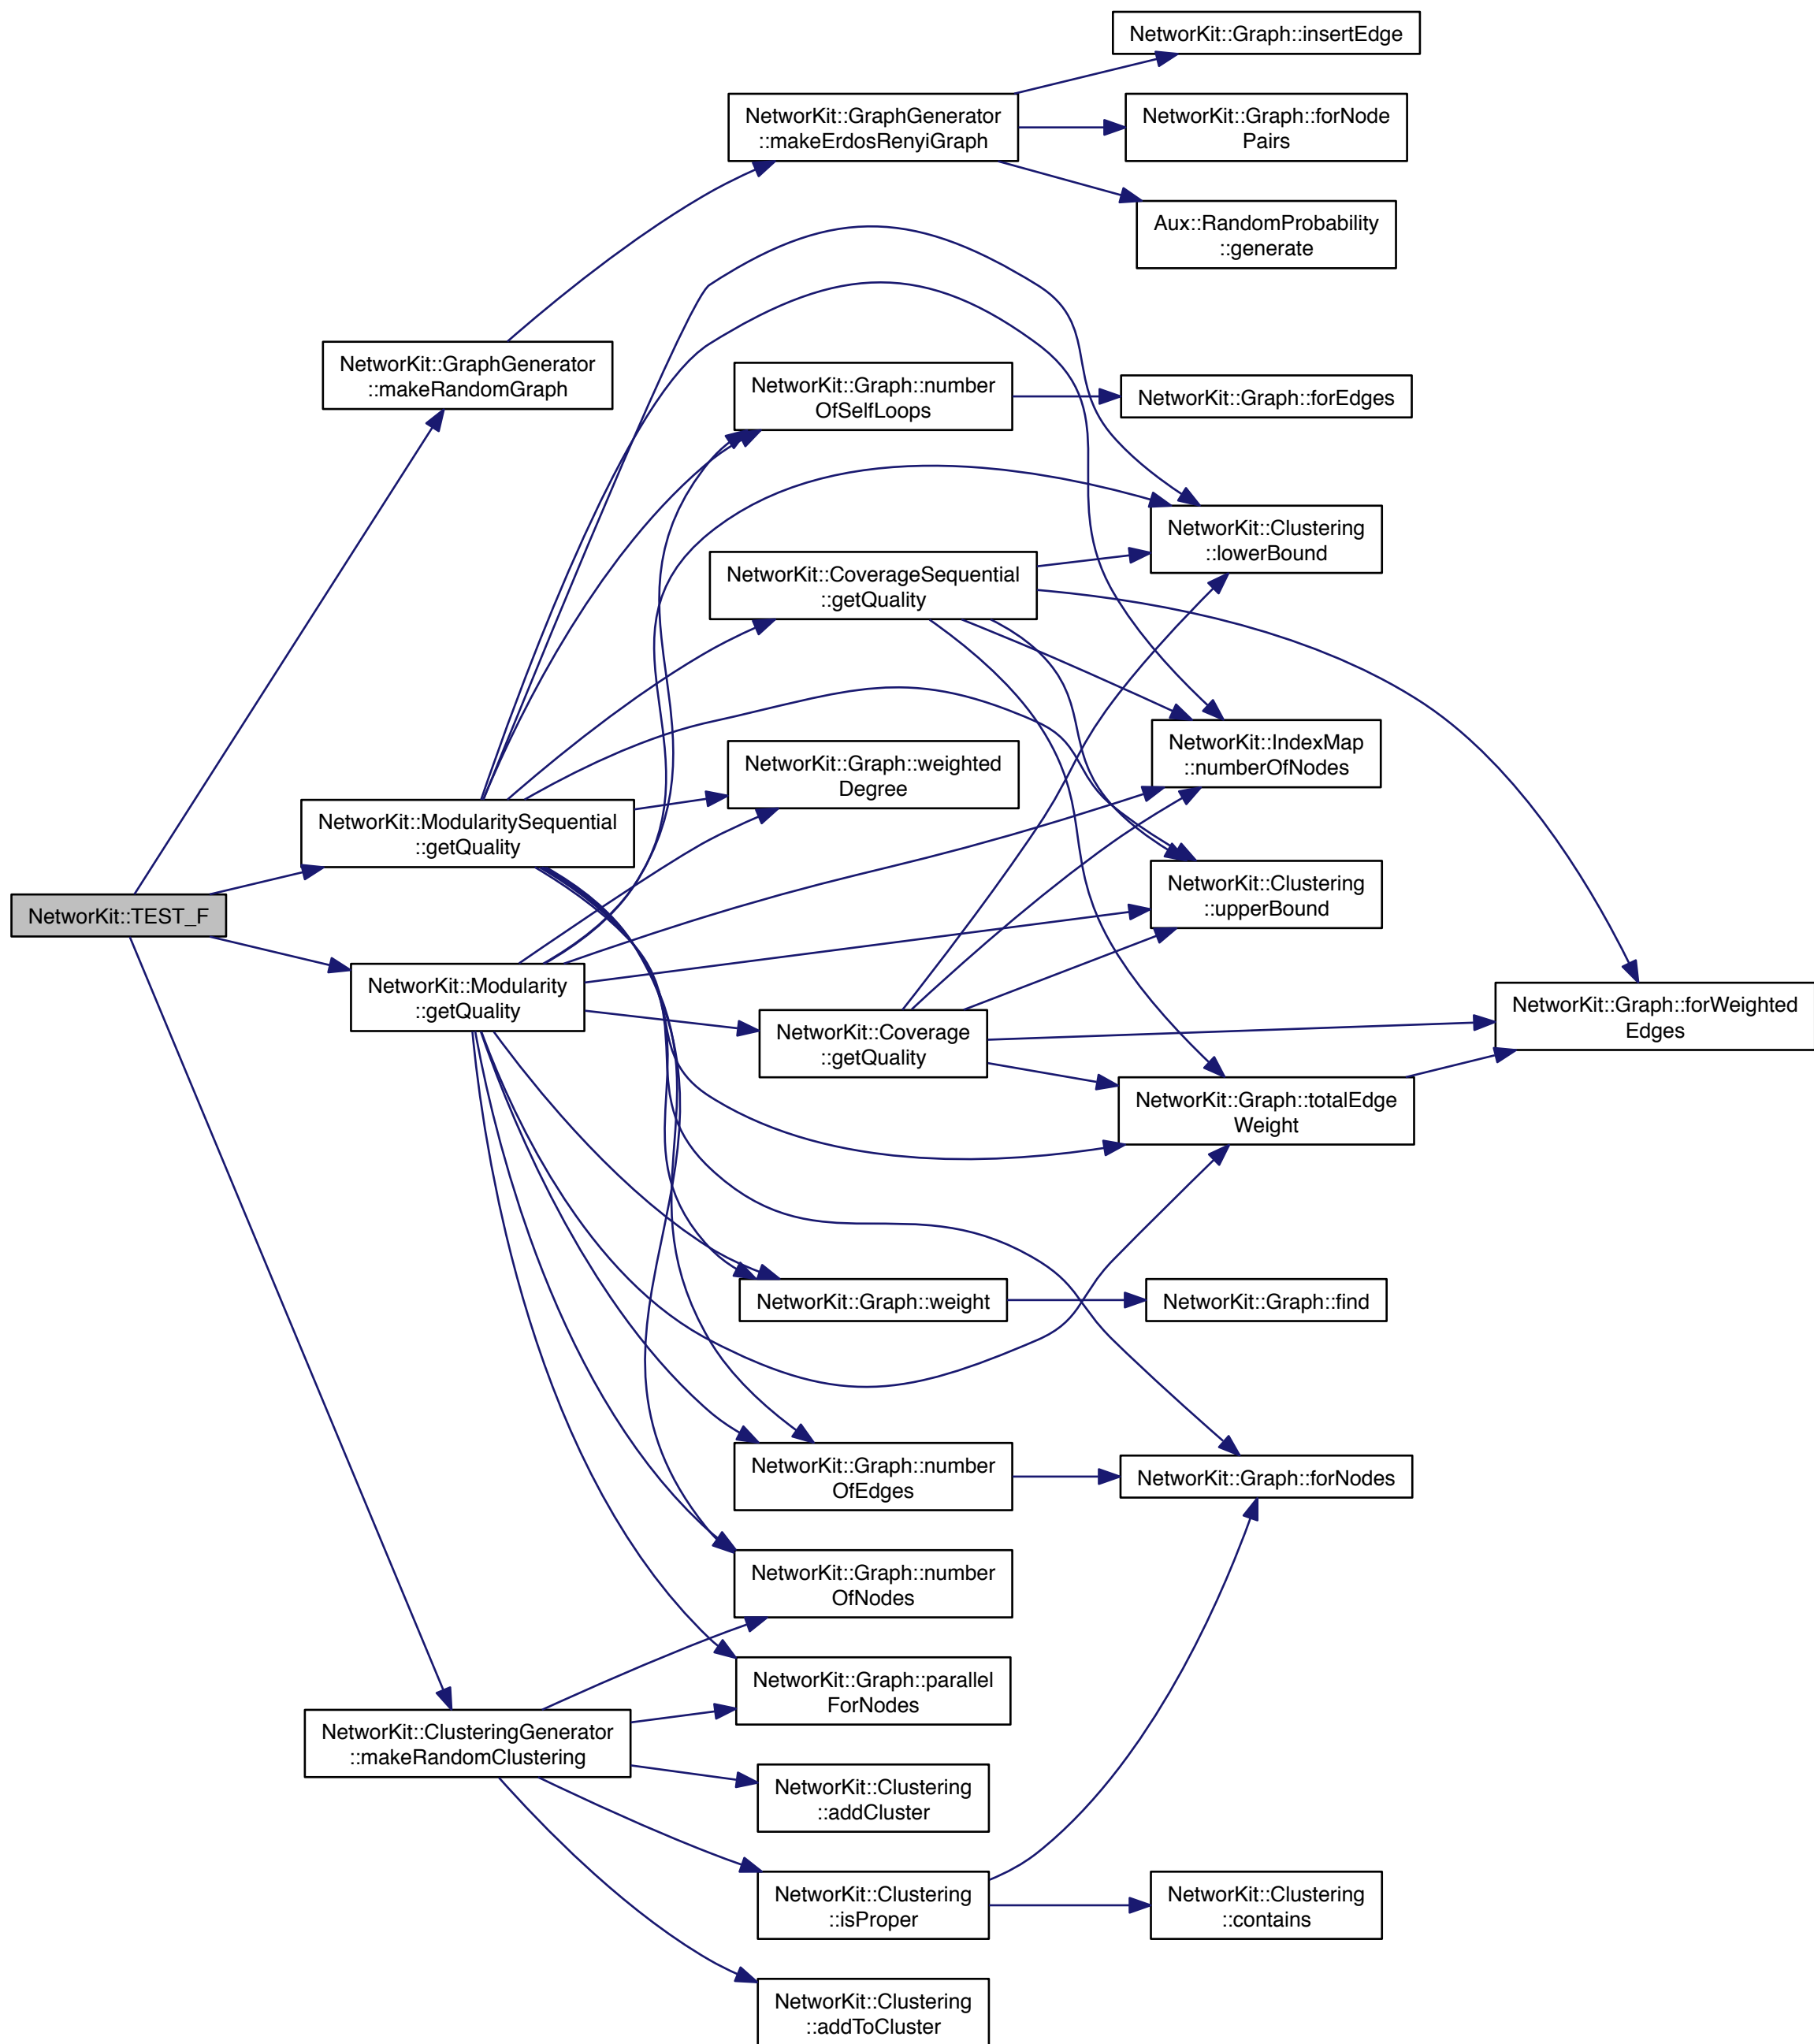 NetworKit::Graph::insertEdge
NetworKit::GraphGenerator
::makeErdosRenyiGraph
NetworKit::Graph::forNode
Pairs
Aux::RandomProbability
::generate
NetworKit::GraphGenerator
::makeRandomGraph
NetworKit::Graph::number
OfSelfLoops
NetworKit::Graph::forEdges
NetworKit::Clustering
::lowerBound
NetworKit::CoverageSequential
::getQuality
NetworKit::IndexMap
::numberOfNodes
NetworKit::Graph::weighted
Degree
NetworKit::ModularitySequential
::getQuality
NetworKit::Clustering
::upperBound
NetworKit::TEST_F
NetworKit::Modularity
::getQuality
NetworKit::Coverage
::getQuality
NetworKit::Graph::forWeighted
Edges
NetworKit::Graph::totalEdge
Weight
NetworKit::Graph::weight
NetworKit::Graph::find
NetworKit::Graph::number
OfEdges
NetworKit::Graph::forNodes
NetworKit::Graph::number
OfNodes
NetworKit::Graph::parallel
ForNodes
NetworKit::ClusteringGenerator
::makeRandomClustering
NetworKit::Clustering
::addCluster
NetworKit::Clustering
::isProper
NetworKit::Clustering
::contains
NetworKit::Clustering
::addToCluster